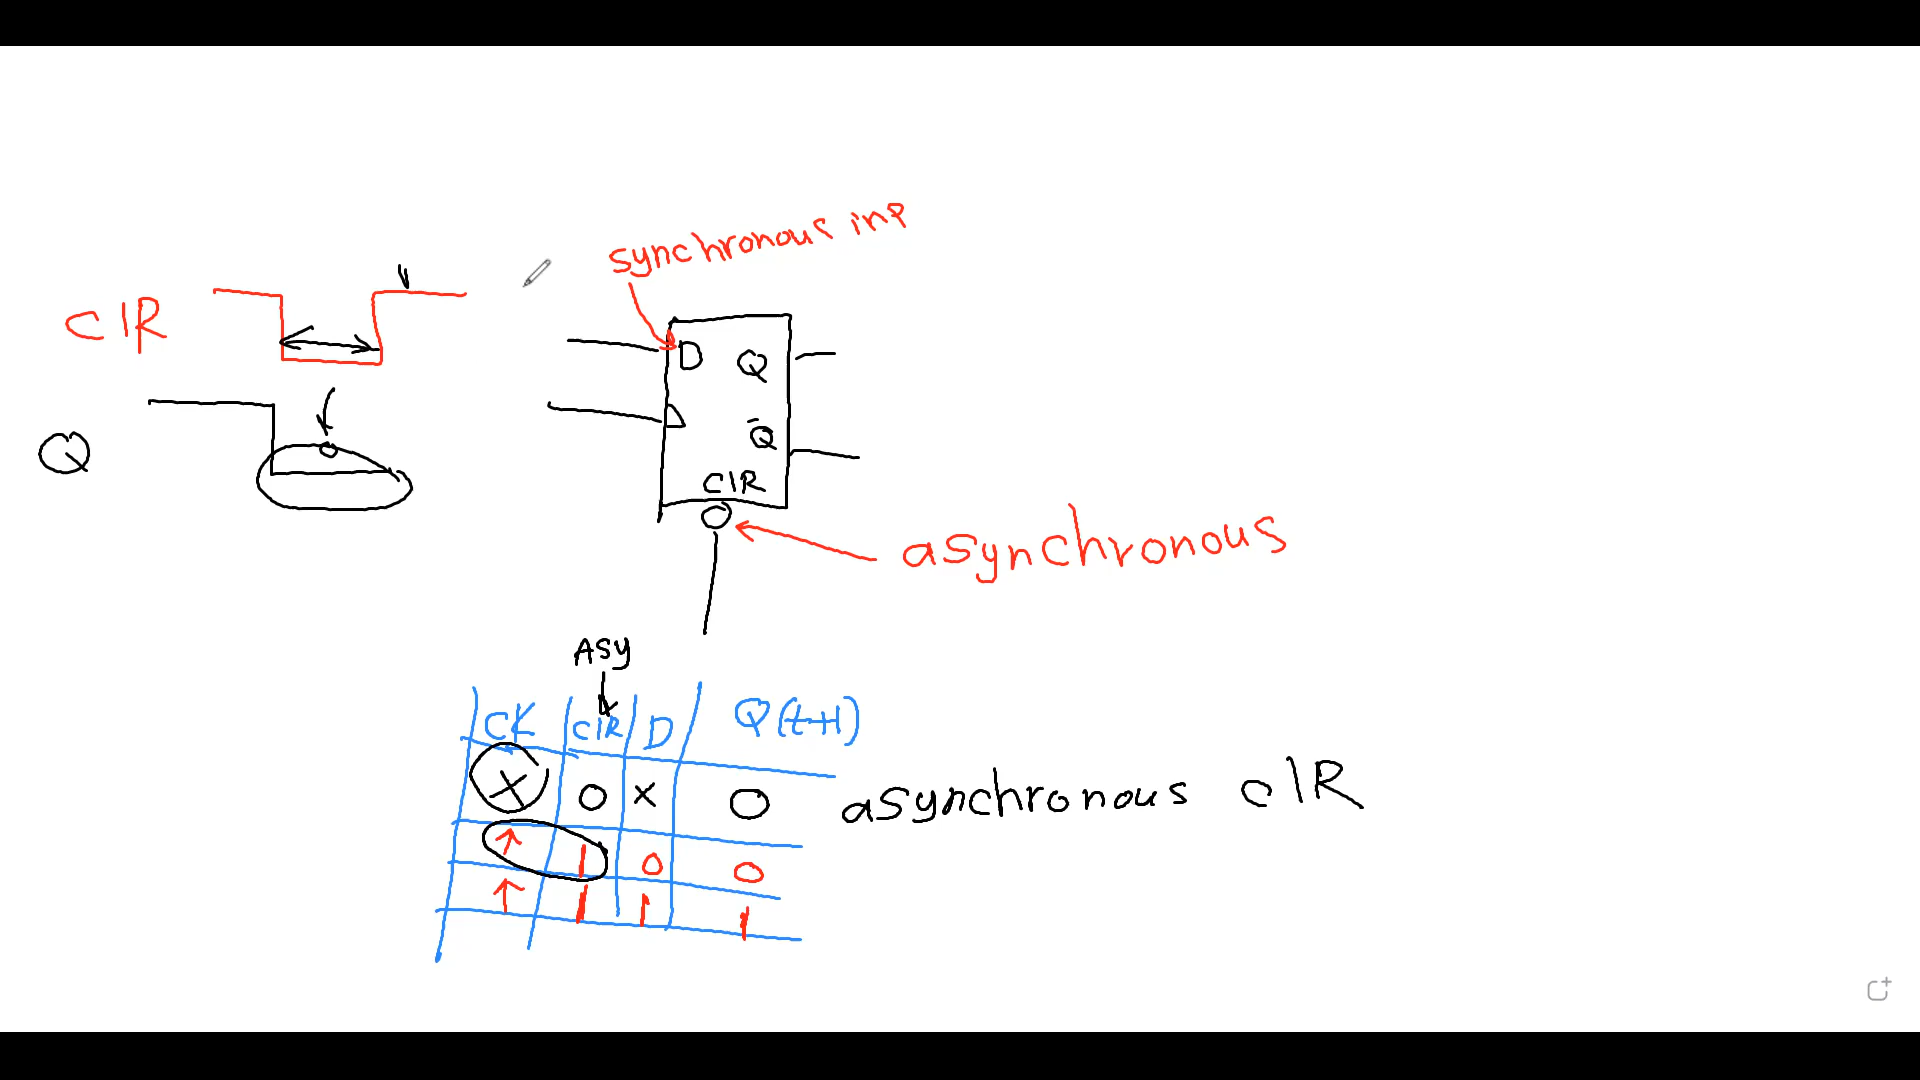 synchronous inp
ClR
D Q
Q
Q̄
ClR
asynchronous
ASY
CK ClR D Q(t+1)
X 0 X 0 asynchronous clR
↑ 1 0 0
↑ 1 1 1